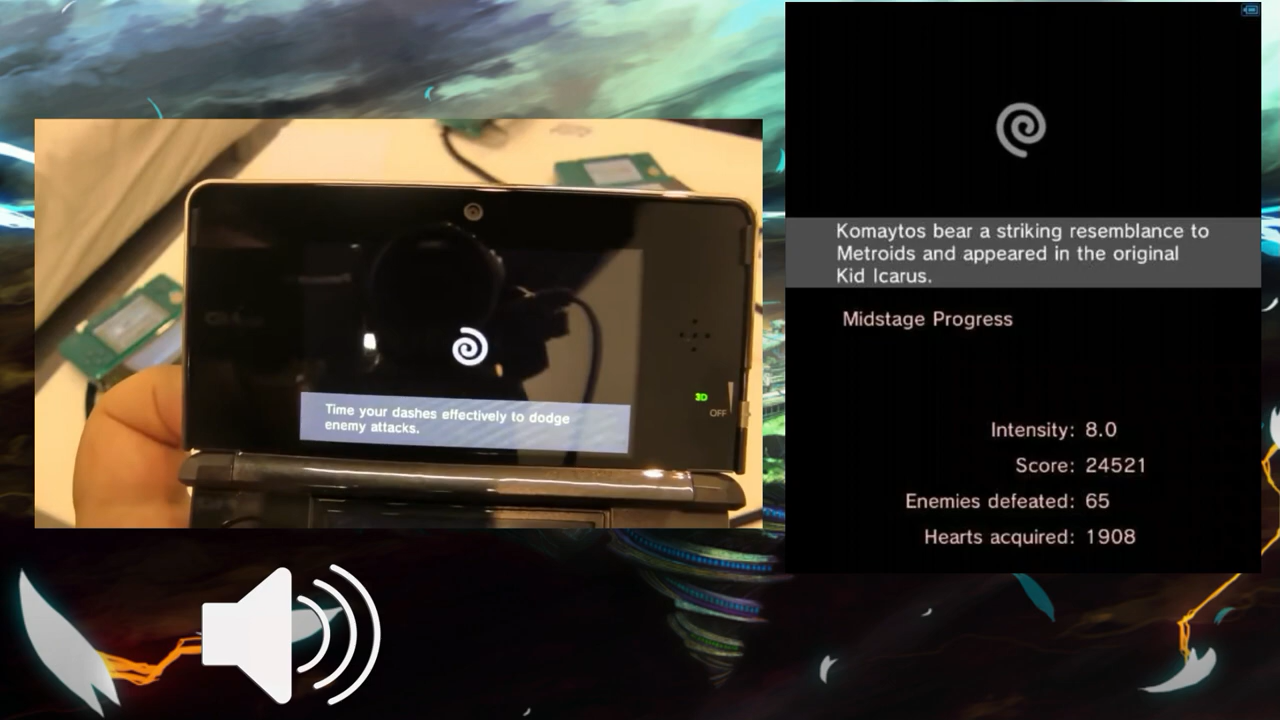 Time your dashes effectively to dodge
enemy attacks.
3D
OFF
Komaytos bear a striking resemblance to
Metroids and appeared in the original
Kid Icarus.
Midstage Progress
Intensity: 8.0
Score: 24521
Enemies defeated: 65
Hearts acquired: 1908